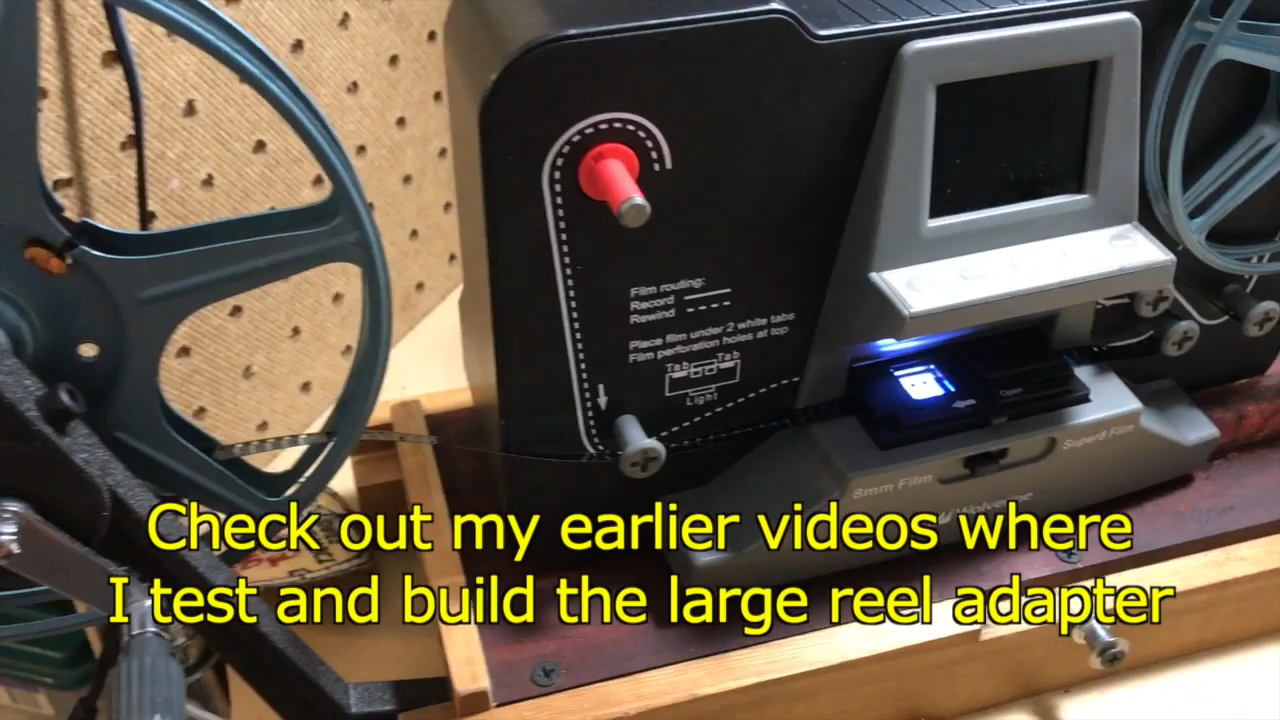 Film routing:
Record
Rewind
Place film under 2 white tabs
Film perforation holes at top
Tab Tab
Light
Open
8mm Film
Super8 Film
Wolverine
Check out my earlier videos where
I test and build the large reel adapter